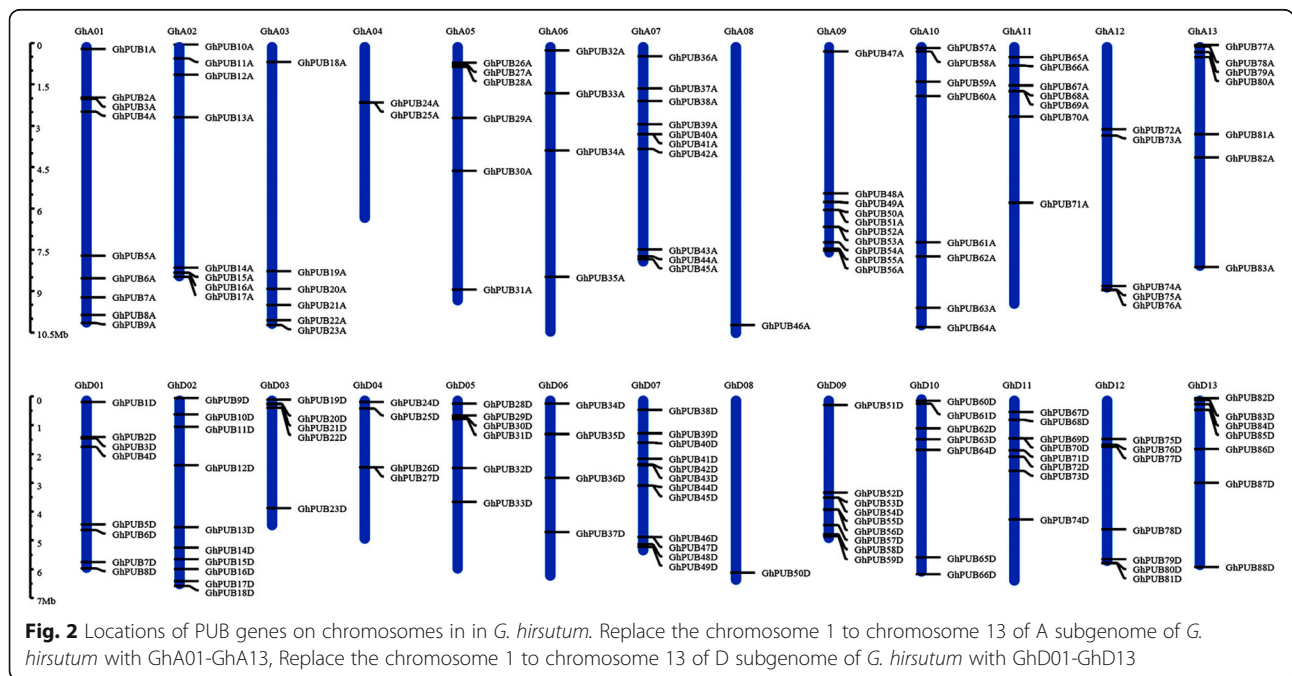 GhA01 GhA02 GhA03 GhA04 GhA05 GhA06 GhA07 GhA08 GhA09 GhA10 GhA11 GhA12 GhA13
0
1.5
3
4.5
6
7.5
9
10.5Mb
GhPUB1A
GhPUB2A
GhPUB3A
GhPUB4A
GhPUB5A
GhPUB6A
GhPUB7A
GhPUB8A
GhPUB9A
GhPUB10A
GhPUB11A
GhPUB12A
GhPUB13A
GhPUB14A
GhPUB15A
GhPUB16A
GhPUB17A
GhPUB18A
GhPUB19A
GhPUB20A
GhPUB21A
GhPUB22A
GhPUB23A
GhPUB24A
GhPUB25A
GhPUB26A
GhPUB27A
GhPUB28A
GhPUB29A
GhPUB30A
GhPUB31A
GhPUB32A
GhPUB33A
GhPUB34A
GhPUB35A
GhPUB36A
GhPUB37A
GhPUB38A
GhPUB39A
GhPUB40A
GhPUB41A
GhPUB42A
GhPUB43A
GhPUB44A
GhPUB45A
GhPUB46A
GhPUB47A
GhPUB48A
GhPUB49A
GhPUB50A
GhPUB51A
GhPUB52A
GhPUB53A
GhPUB54A
GhPUB55A
GhPUB56A
GhPUB57A
GhPUB58A
GhPUB59A
GhPUB60A
GhPUB61A
GhPUB62A
GhPUB63A
GhPUB64A
GhPUB65A
GhPUB66A
GhPUB67A
GhPUB68A
GhPUB69A
GhPUB70A
GhPUB71A
GhPUB72A
GhPUB73A
GhPUB74A
GhPUB75A
GhPUB76A
GhPUB77A
GhPUB78A
GhPUB79A
GhPUB80A
GhPUB81A
GhPUB82A
GhPUB83A
GhD01 GhD02 GhD03 GhD04 GhD05 GhD06 GhD07 GhD08 GhD09 GhD10 GhD11 GhD12 GhD13
0
1
2
3
4
5
6
7Mb
GhPUB1D
GhPUB2D
GhPUB3D
GhPUB4D
GhPUB5D
GhPUB6D
GhPUB7D
GhPUB8D
GhPUB9D
GhPUB10D
GhPUB11D
GhPUB12D
GhPUB13D
GhPUB14D
GhPUB15D
GhPUB16D
GhPUB17D
GhPUB18D
GhPUB19D
GhPUB20D
GhPUB21D
GhPUB22D
GhPUB23D
GhPUB24D
GhPUB25D
GhPUB26D
GhPUB27D
GhPUB28D
GhPUB29D
GhPUB30D
GhPUB31D
GhPUB32D
GhPUB33D
GhPUB34D
GhPUB35D
GhPUB36D
GhPUB37D
GhPUB38D
GhPUB39D
GhPUB40D
GhPUB41D
GhPUB42D
GhPUB43D
GhPUB44D
GhPUB45D
GhPUB46D
GhPUB47D
GhPUB48D
GhPUB49D
GhPUB50D
GhPUB51D
GhPUB52D
GhPUB53D
GhPUB54D
GhPUB55D
GhPUB56D
GhPUB57D
GhPUB58D
GhPUB59D
GhPUB60D
GhPUB61D
GhPUB62D
GhPUB63D
GhPUB64D
GhPUB65D
GhPUB66D
GhPUB67D
GhPUB68D
GhPUB69D
GhPUB70D
GhPUB71D
GhPUB72D
GhPUB73D
GhPUB74D
GhPUB75D
GhPUB76D
GhPUB77D
GhPUB78D
GhPUB79D
GhPUB80D
GhPUB81D
GhPUB82D
GhPUB83D
GhPUB84D
GhPUB85D
GhPUB86D
GhPUB87D
GhPUB88D
Fig. 2 Locations of PUB genes on chromosomes in in G. hirsutum. Replace the chromosome 1 to chromosome 13 of A subgenome of G.
hirsutum with GhA01-GhA13, Replace the chromosome 1 to chromosome 13 of D subgenome of G. hirsutum with GhD01-GhD13